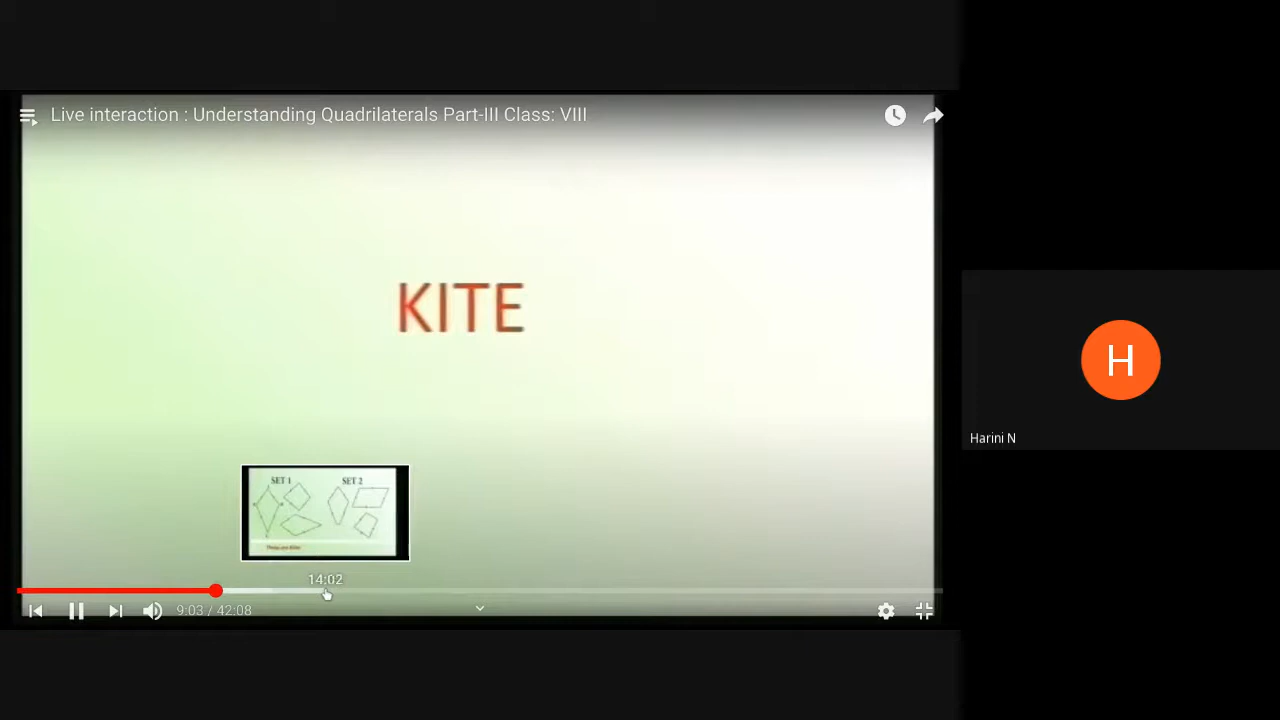 Live interaction : Understanding Quadrilaterals Part-III Class: VIII
KITE
SET 1 SET 2
14:02
9:03 / 42:08
H
Harini N